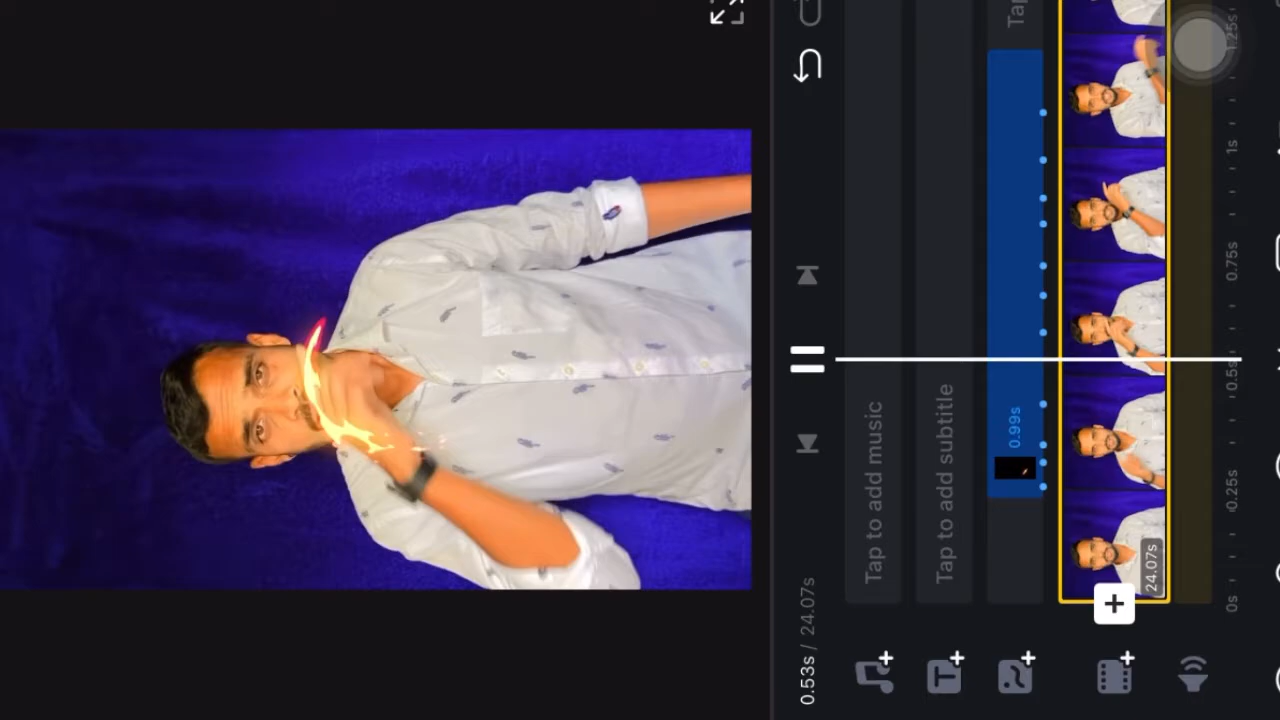 0.53s / 24.07s
Tap to add music
Tap to add subtitle
0.99s
Tap
24.07s
0s
0.25s
0.5s
0.75s
1s
1.25s